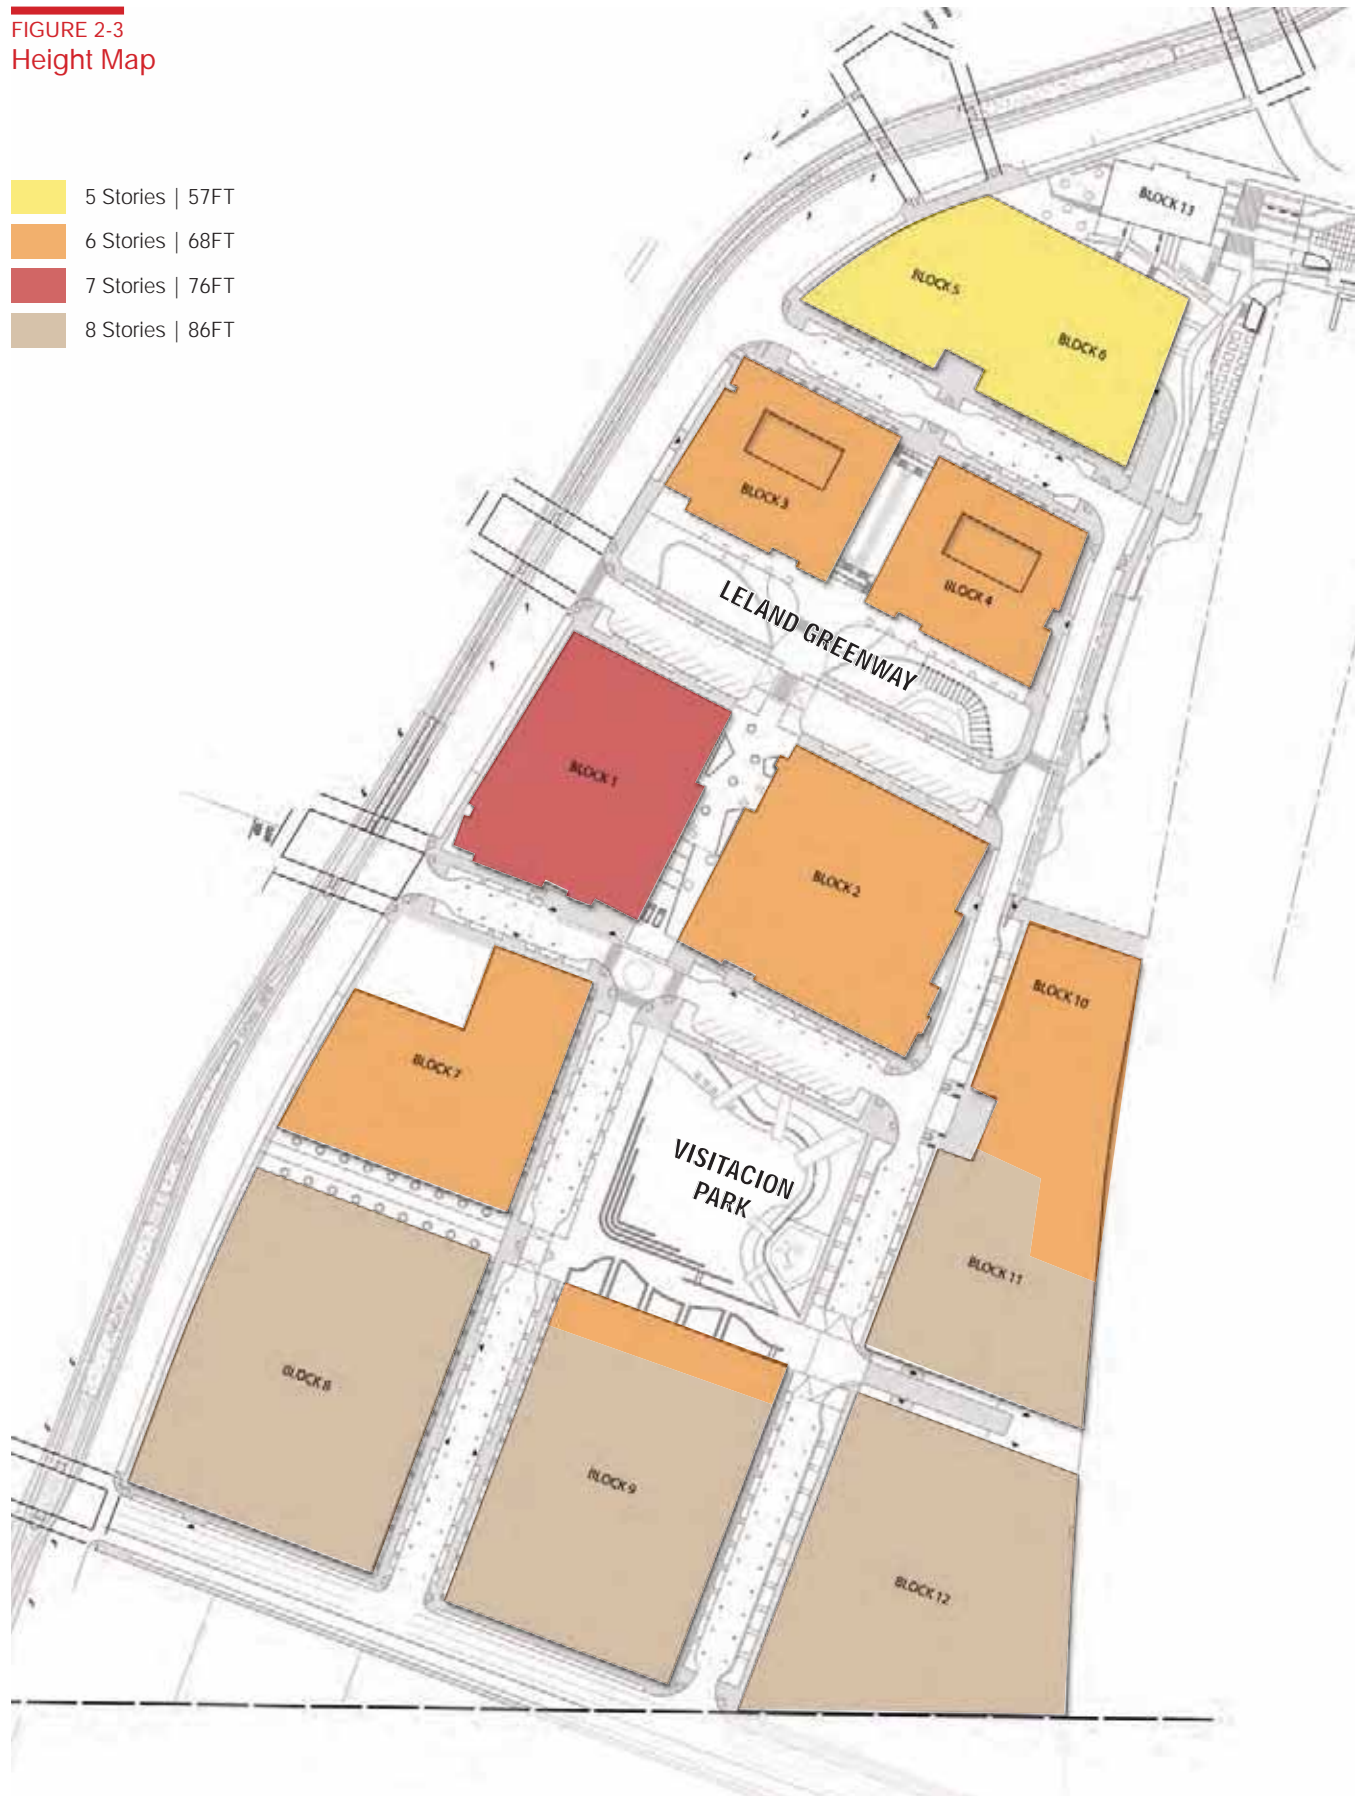 FIGURE 2-3
Height Map
5 Stories | 57FT
6 Stories | 68FT
7 Stories | 76FT
8 Stories | 86FT
BLOCK 13
BLOCK 5
BLOCK 6
BLOCK 3
BLOCK 4
LELAND GREENWAY
BLOCK 1
BLOCK 2
BLOCK 10
BLOCK 7
VISITACION
PARK
BLOCK 11
BLOCK 8
BLOCK 9
BLOCK 12